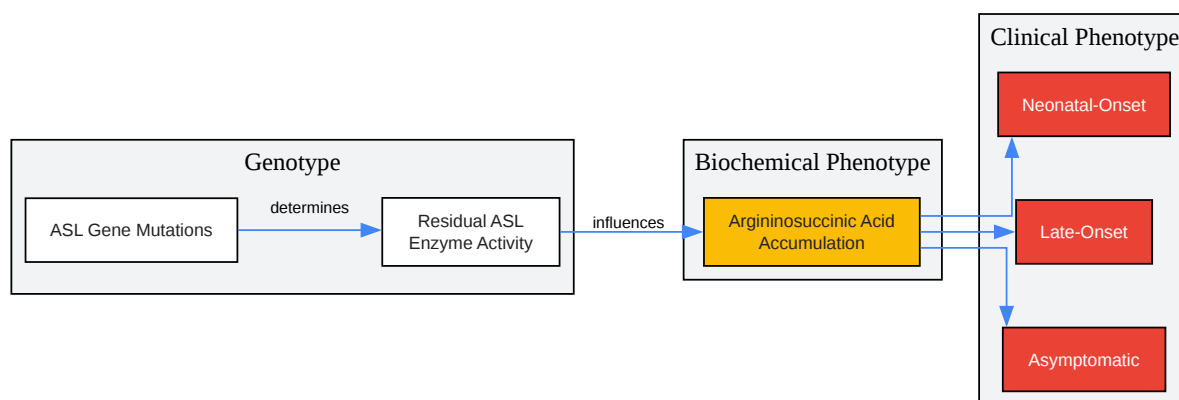 Genotype
ASL Gene Mutations
determines
Residual ASL
Enzyme Activity
influences
Biochemical Phenotype
Argininosuccinic Acid
Accumulation
Clinical Phenotype
Neonatal-Onset
Late-Onset
Asymptomatic